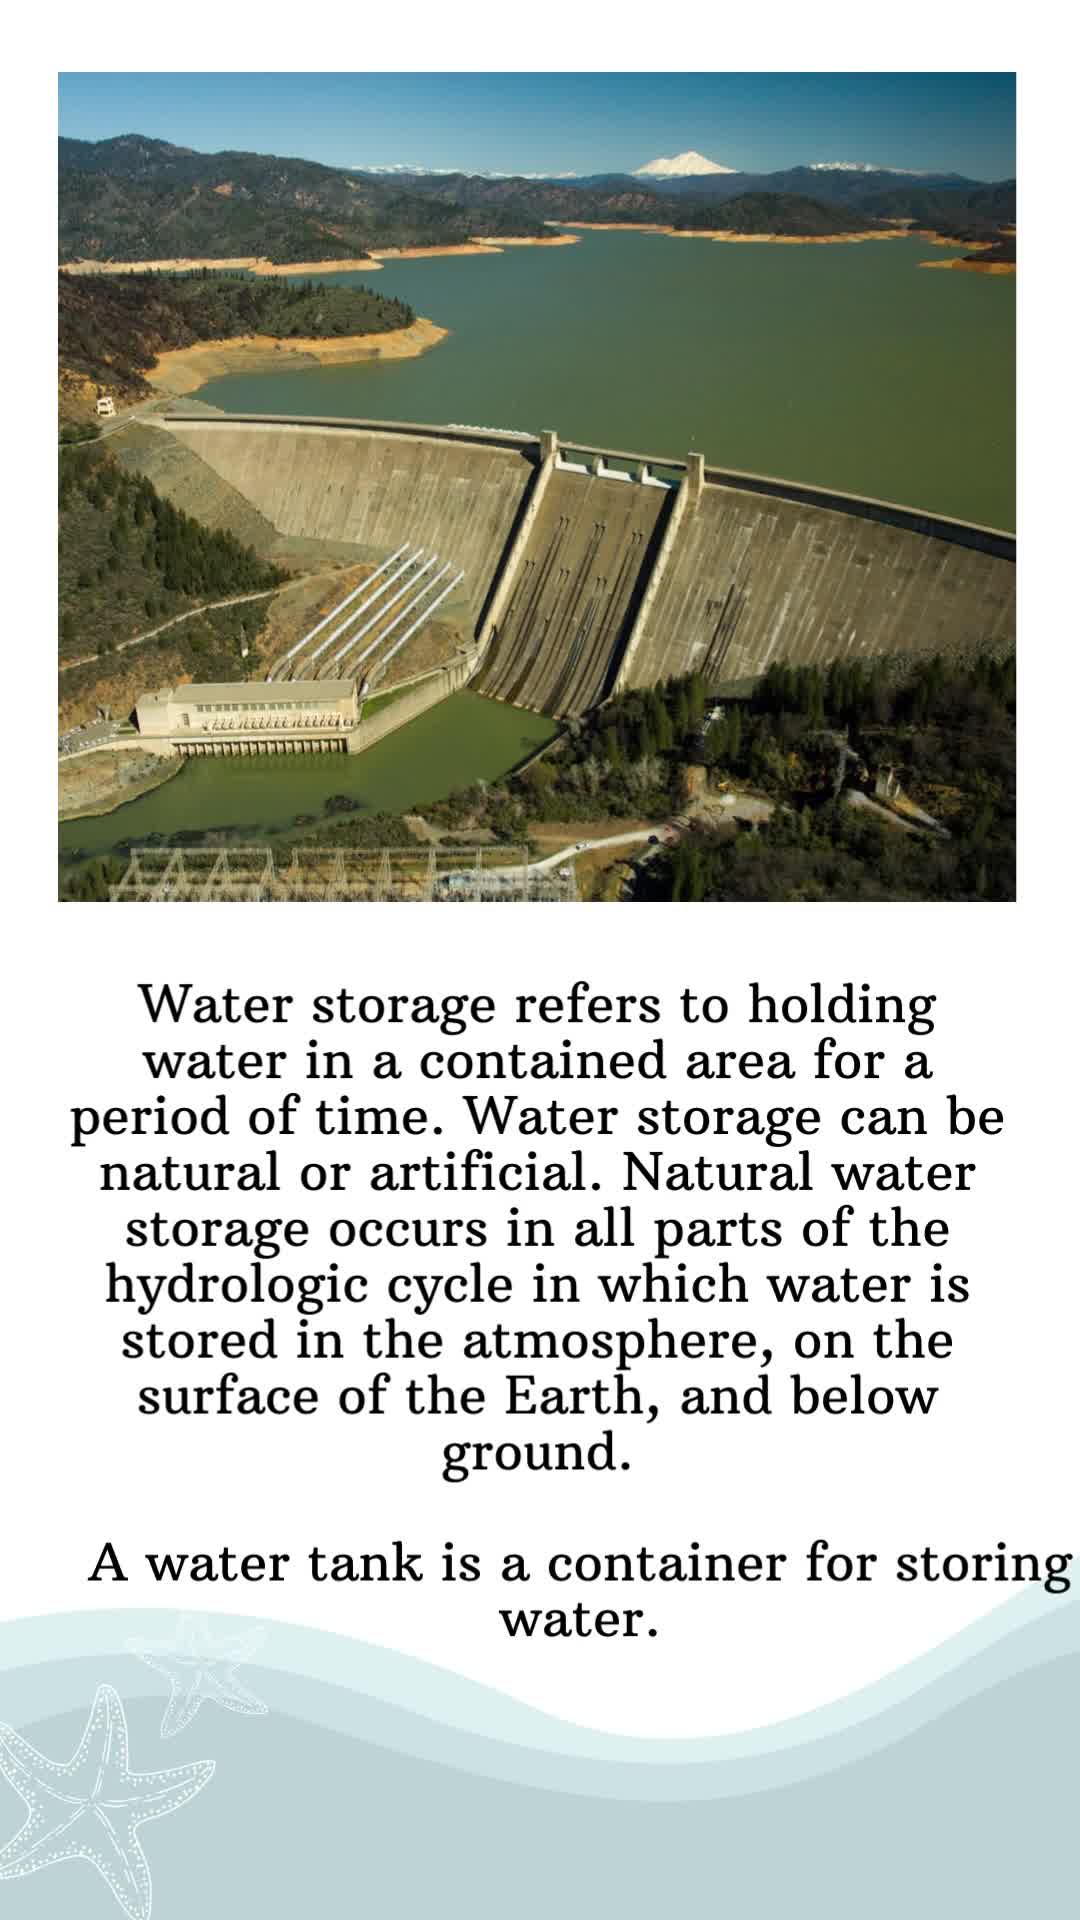 Water storage refers to holding
water in a contained area for a
period of time. Water storage can be
natural or artificial. Natural water
storage occurs in all parts of the
hydrologic cycle in which water is
stored in the atmosphere, on the
surface of the Earth, and below
ground.
A water tank is a container for storing
water.